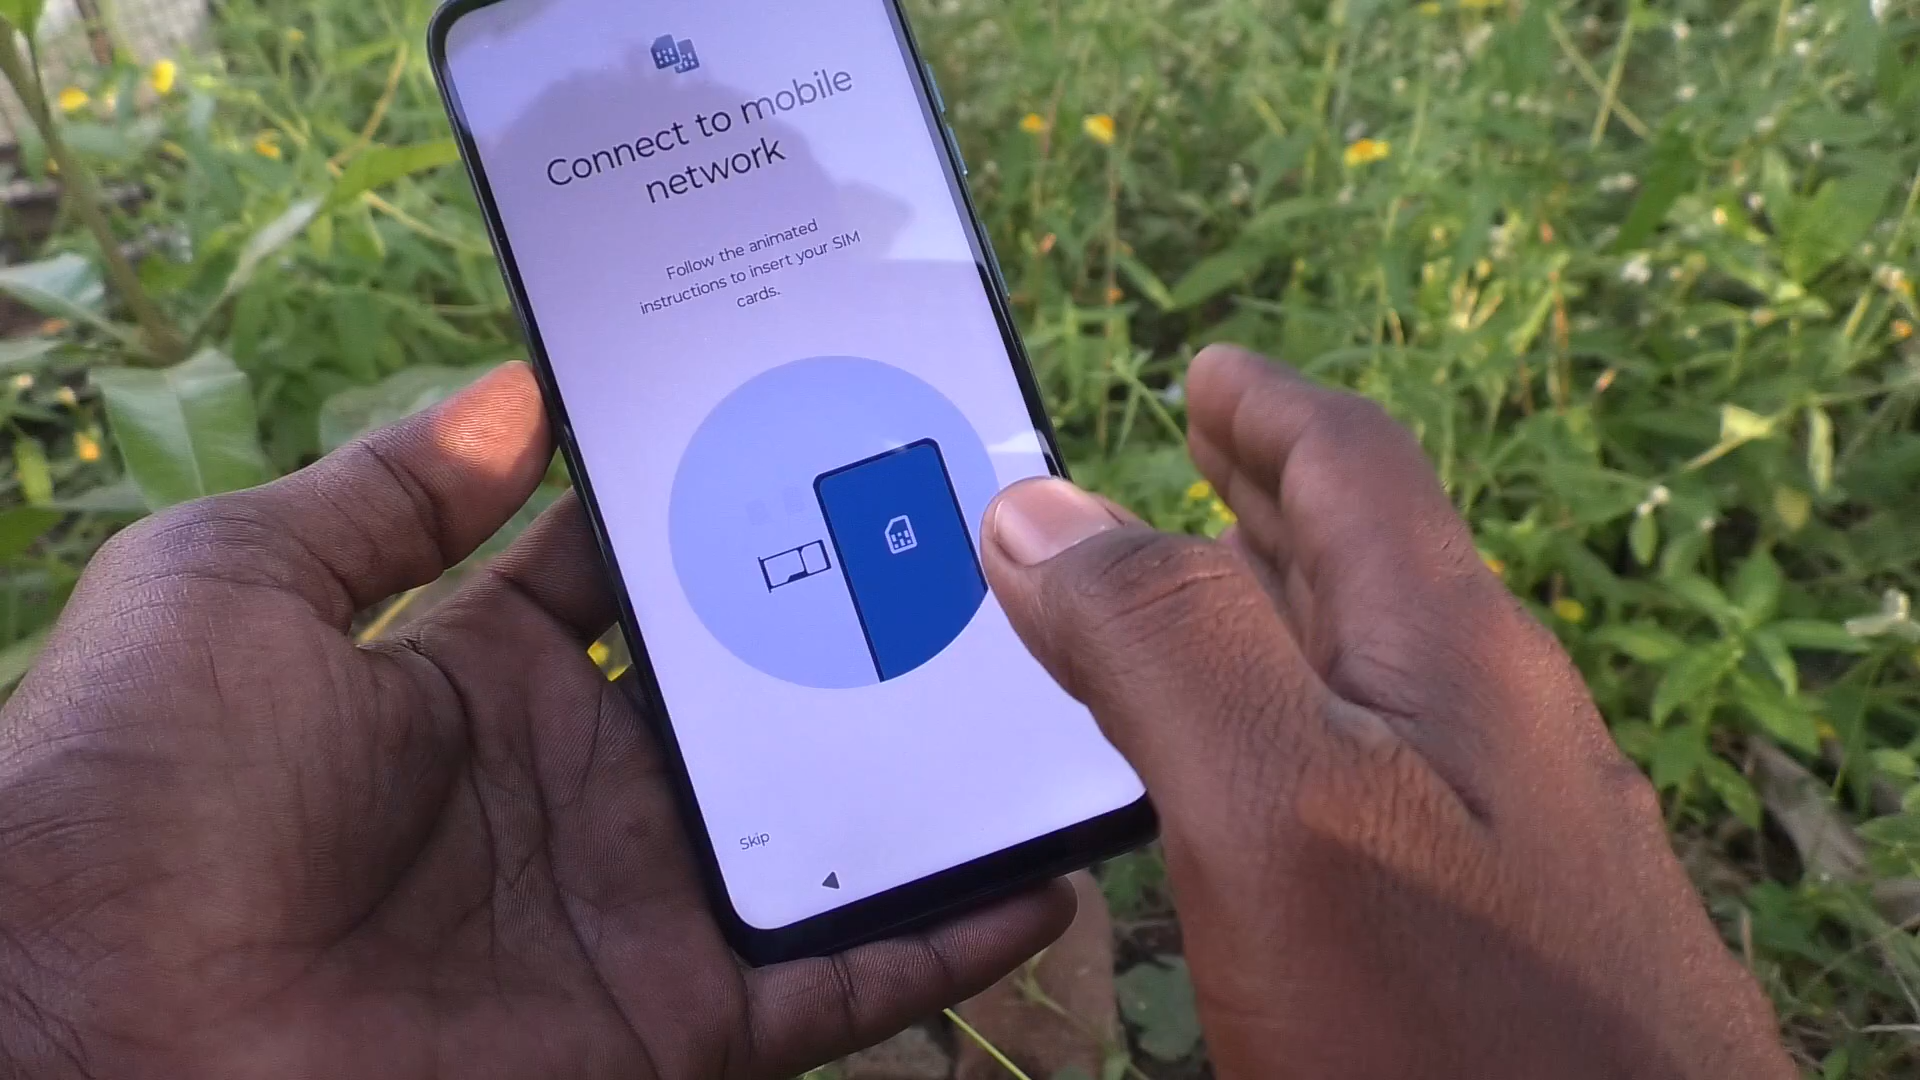 Connect to mobile
network
Follow the animated
instructions to insert your SIM
cards.
Skip